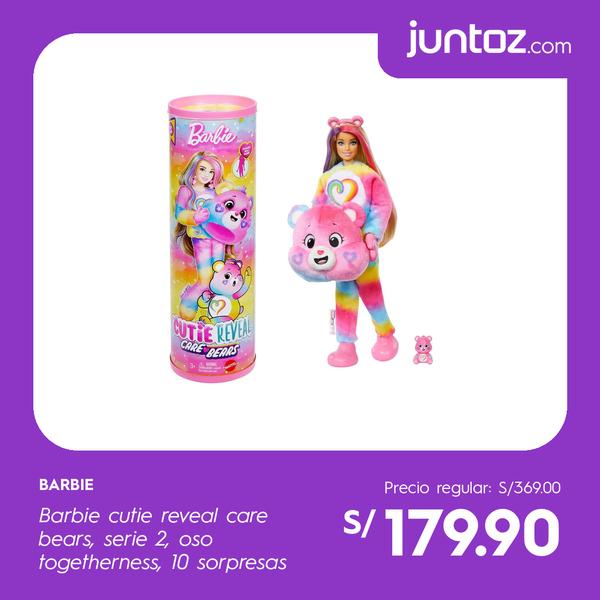 juntoz.com
Barbie
CUTIE REVEAL
CARE BEARS
3+
BARBIE
Barbie cutie reveal care
bears, serie 2, oso
togetherness, 10 sorpresas
Precio regular: S/369.00
S/179.90